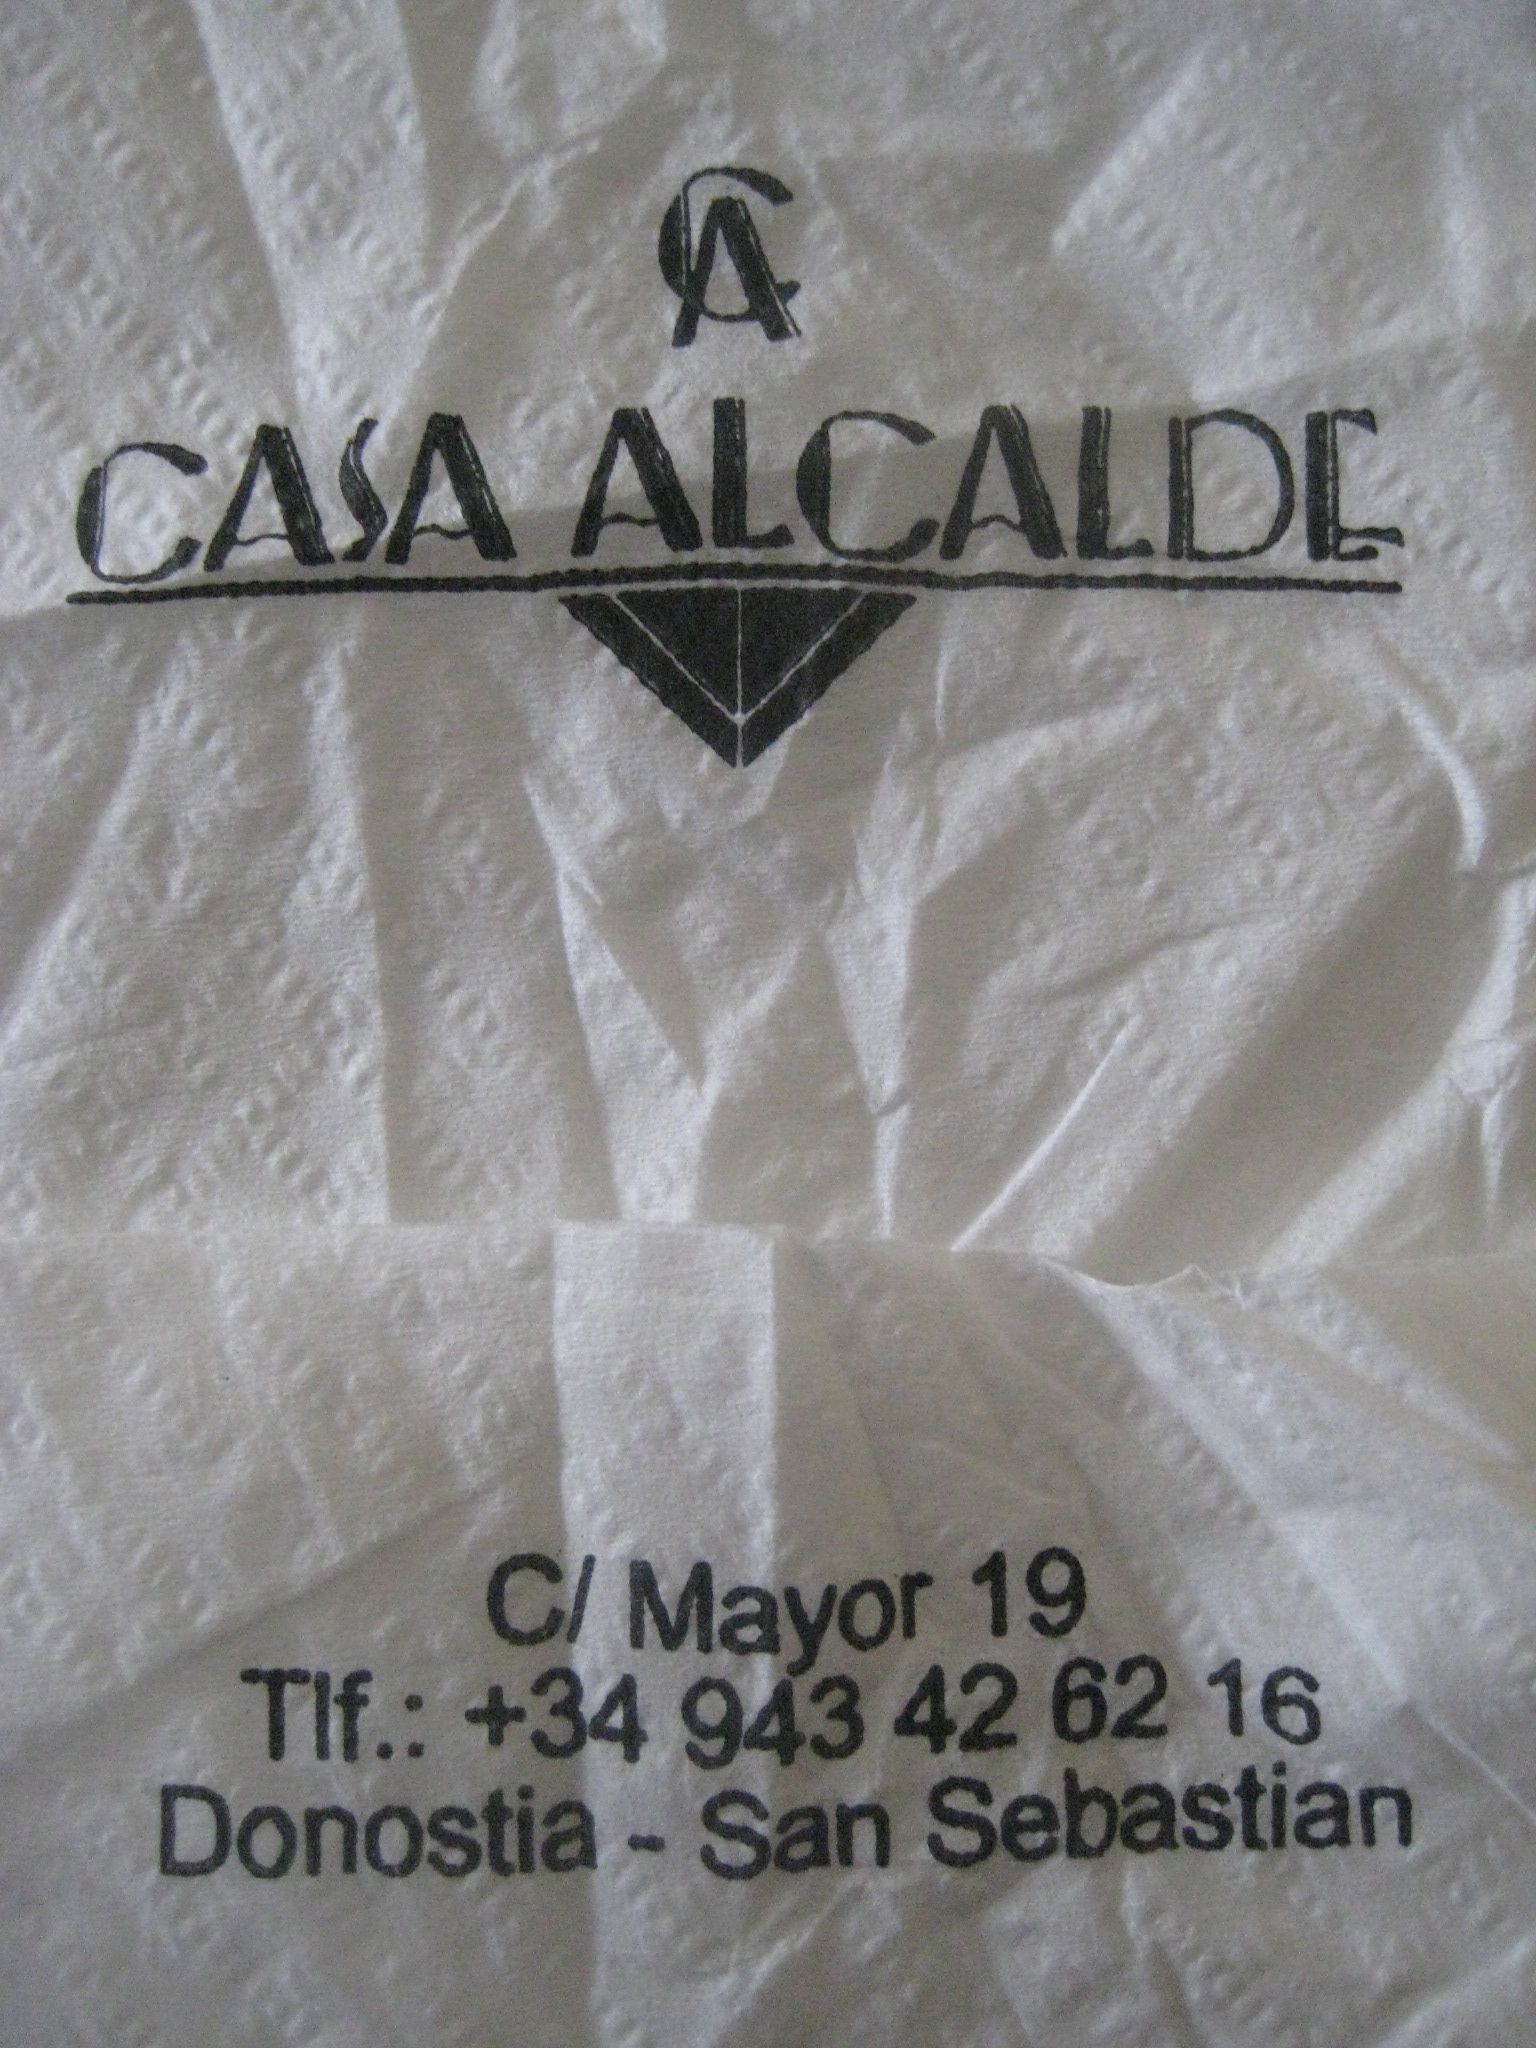 CA
CASA ALCALDE
C/ Mayor 19
Tlf.: +34 943 42 62 16
Donostia - San Sebastian